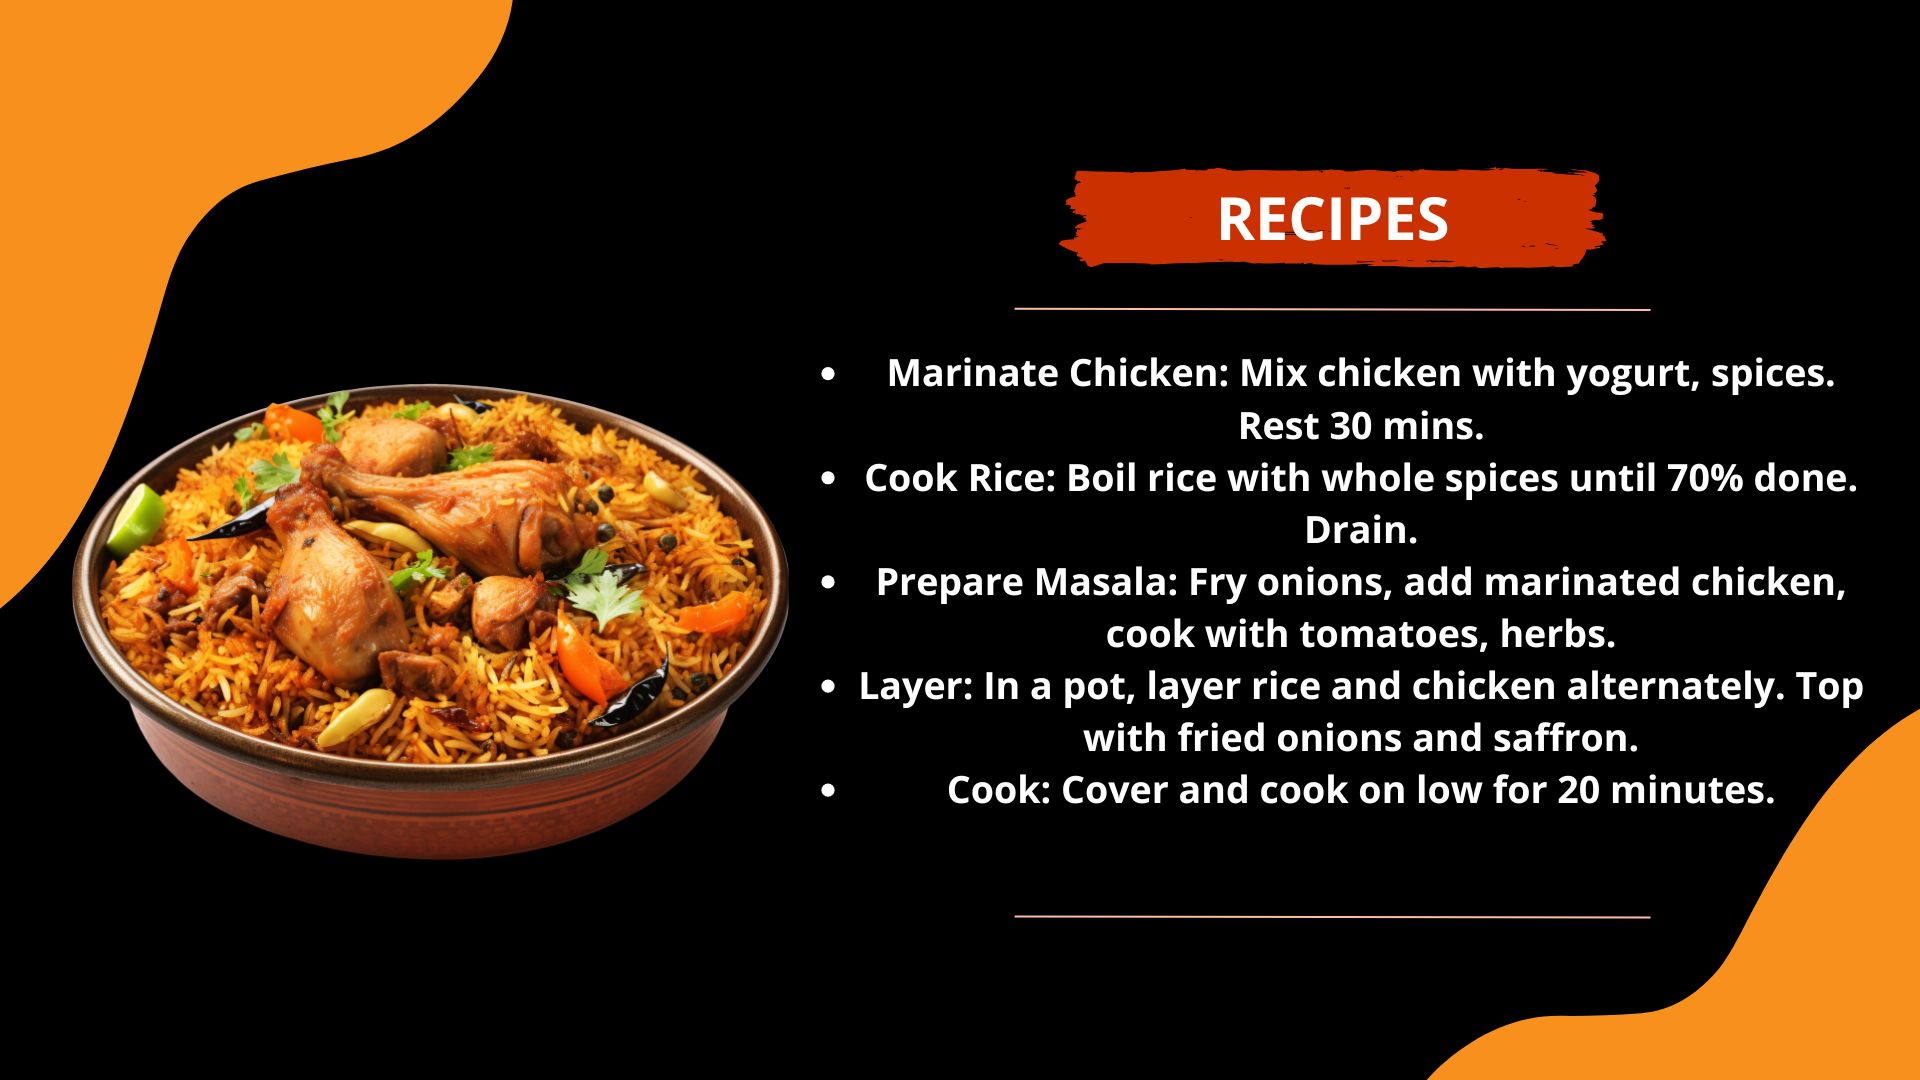 RECIPES
• Marinate Chicken: Mix chicken with yogurt, spices.
Rest 30 mins.
• Cook Rice: Boil rice with whole spices until 70% done.
Drain.
• Prepare Masala: Fry onions, add marinated chicken,
cook with tomatoes, herbs.
• Layer: In a pot, layer rice and chicken alternately. Top
with fried onions and saffron.
• Cook: Cover and cook on low for 20 minutes.